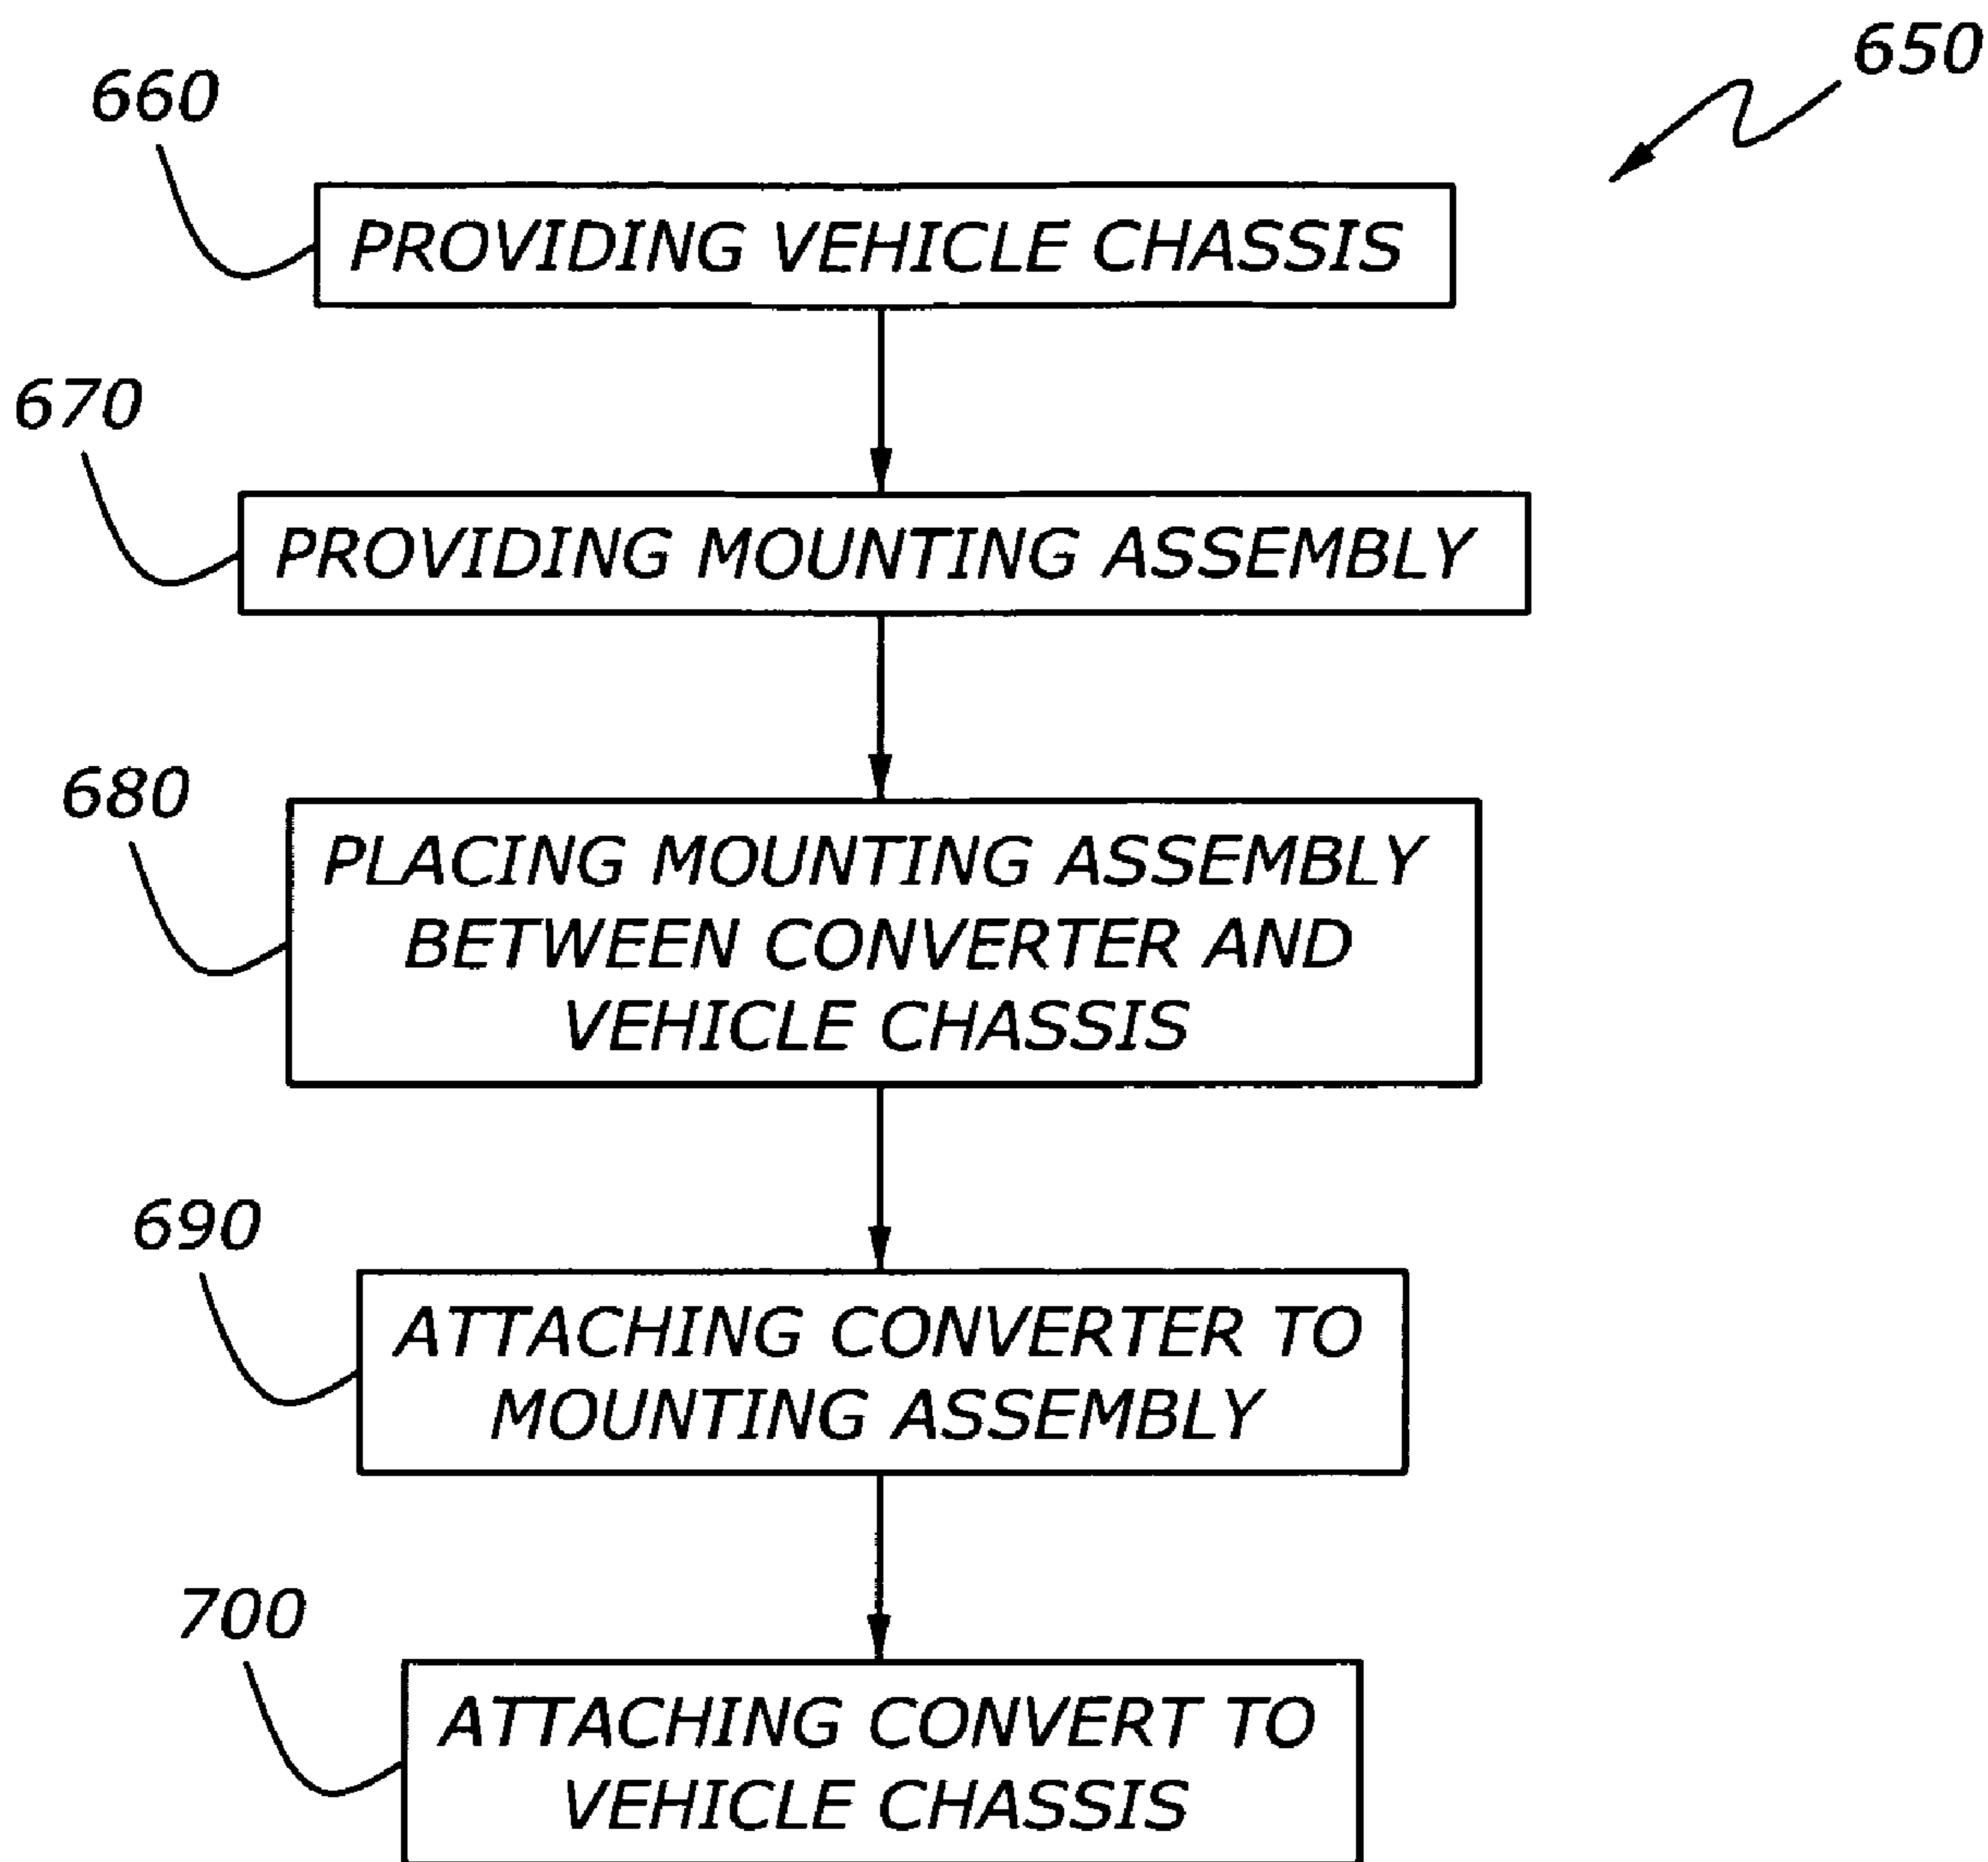 650
660
PROVIDING VEHICLE CHASSIS
670
PROVIDING MOUNTING ASSEMBLY
680
PLACING MOUNTING ASSEMBLY
BETWEEN CONVERTER AND
VEHICLE CHASSIS
690
ATTACHING CONVERTER TO
MOUNTING ASSEMBLY
700
ATTACHING CONVERT TO
VEHICLE CHASSIS